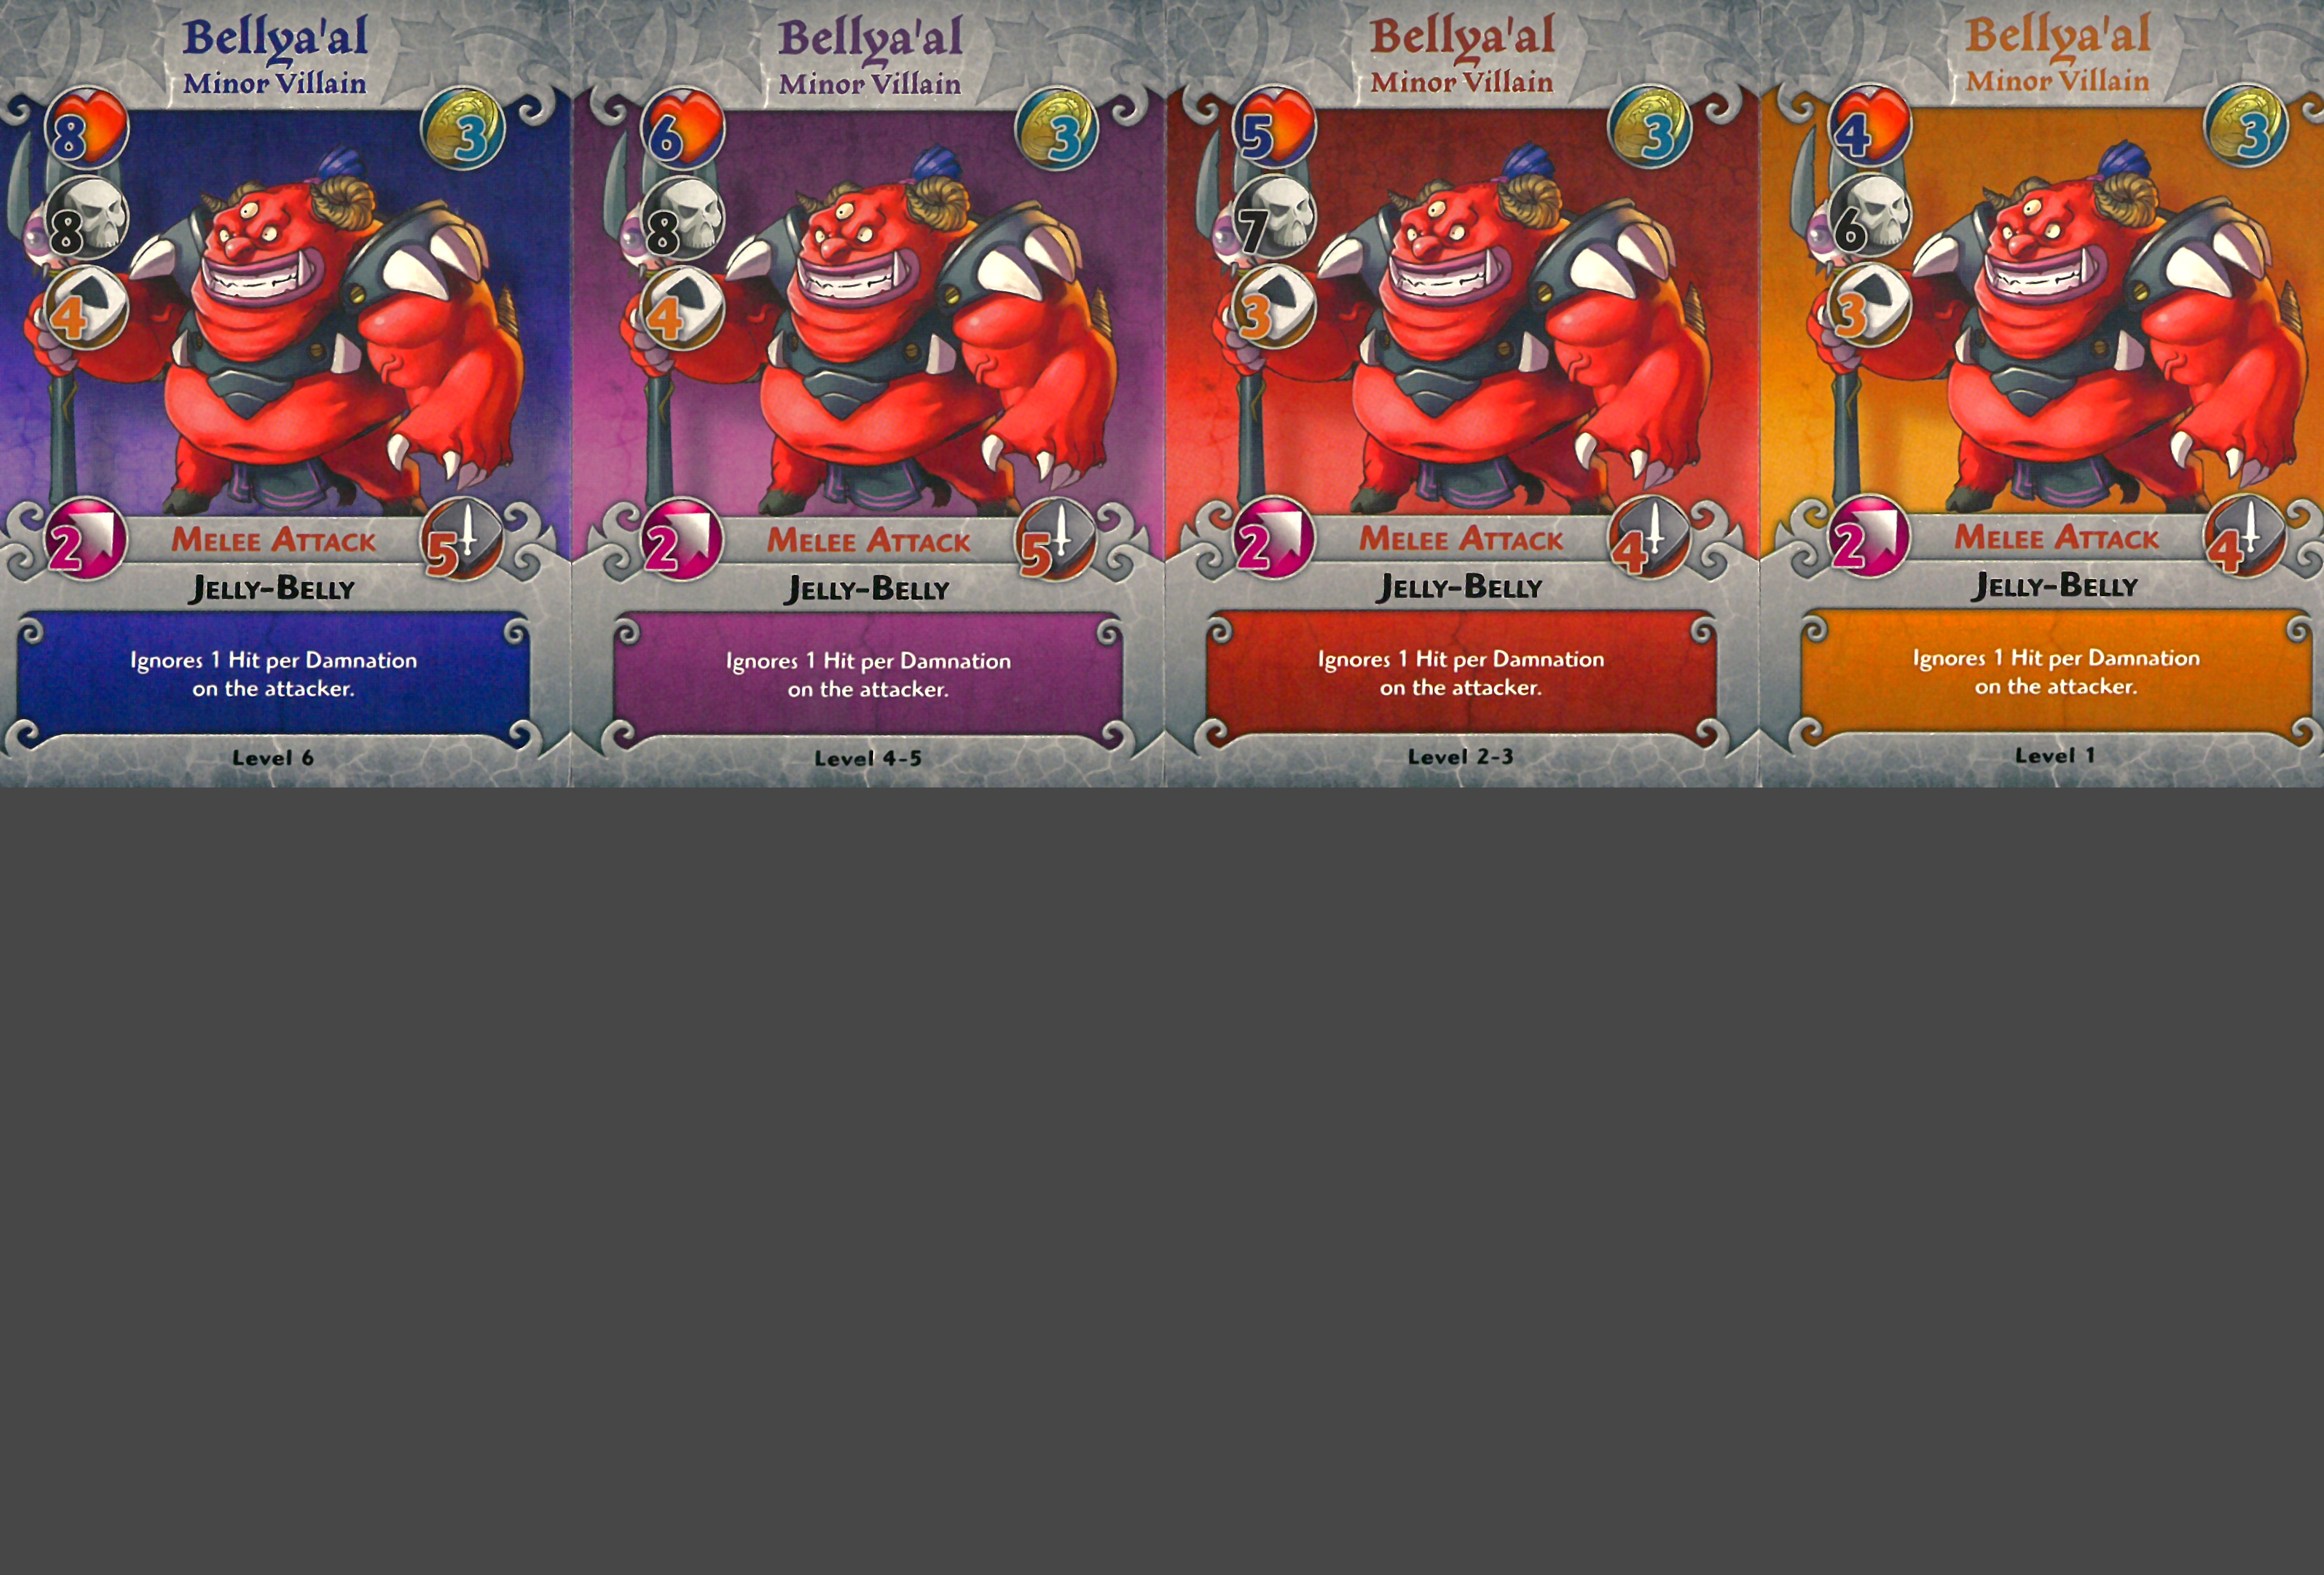 Bellya'al
Minor Villain
8
3
8
4
2
MELEE ATTACK
5
JELLY-BELLY
Ignores 1 Hit per Damnation
on the attacker.
Level 6
Bellya'al
Minor Villain
6
3
8
4
2
MELEE ATTACK
5
JELLY-BELLY
Ignores 1 Hit per Damnation
on the attacker.
Level 4-5
Bellya'al
Minor Villain
5
3
7
3
2
MELEE ATTACK
4
JELLY-BELLY
Ignores 1 Hit per Damnation
on the attacker.
Level 2-3
Bellya'al
Minor Villain
4
3
6
3
2
MELEE ATTACK
4
JELLY-BELLY
Ignores 1 Hit per Damnation
on the attacker.
Level 1